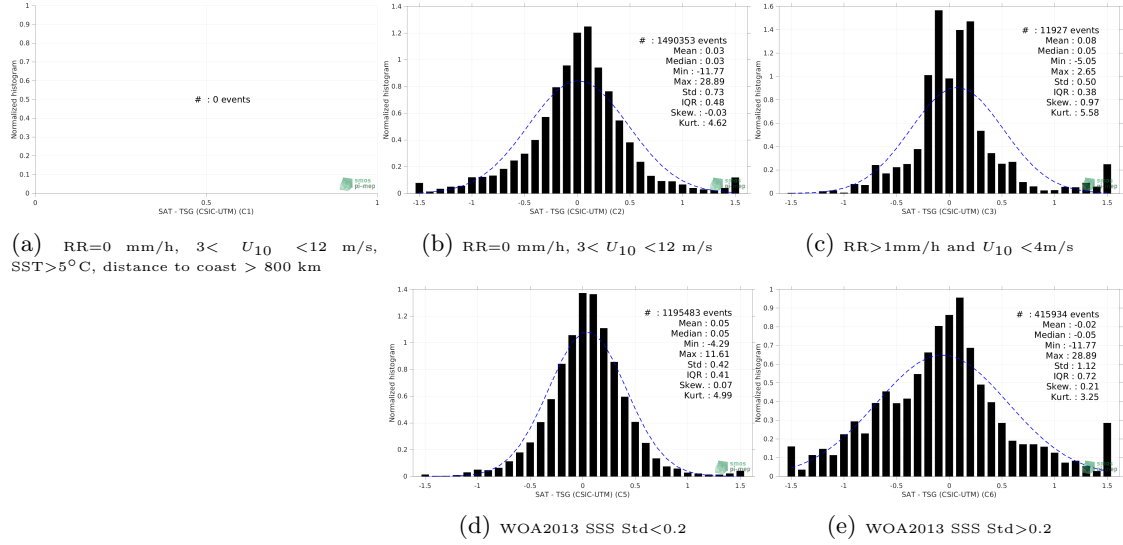 1
0.9
0.8
0.7
0.6
0.5
0.4
0.3
0.2
0.1
0
Normalized histogram
# : 0 events
smos
pi-mep
0 0.5 1
SAT - TSG (CSIC-UTM) (C1)
(a) RR=0 mm/h, 3< U10 <12 m/s,
SST>5°C, distance to coast > 800 km
1.4
1.2
1
0.8
0.6
0.4
0.2
0
Normalized histogram
# : 1490353 events
Mean : 0.03
Median : 0.03
Min : -11.77
Max : 28.89
Std : 0.73
IQR : 0.48
Skew. : -0.03
Kurt. : 4.62
smos
pi-mep
-1.5 -1 -0.5 0 0.5 1 1.5
SAT - TSG (CSIC-UTM) (C2)
(b) RR=0 mm/h, 3< U10 <12 m/s
1.6
1.4
1.2
1
0.8
0.6
0.4
0.2
0
Normalized histogram
# : 11927 events
Mean : 0.08
Median : 0.05
Min : -5.05
Max : 2.65
Std : 0.50
IQR : 0.38
Skew. : 0.97
Kurt. : 5.58
smos
pi-mep
-1.5 -1 -0.5 0 0.5 1 1.5
SAT - TSG (CSIC-UTM) (C3)
(c) RR>1mm/h and U10 <4m/s
1.4
1.2
1
0.8
0.6
0.4
0.2
0
Normalized histogram
# : 1195483 events
Mean : 0.05
Median : 0.05
Min : -4.29
Max : 11.61
Std : 0.42
IQR : 0.41
Skew. : 0.07
Kurt. : 4.99
smos
pi-mep
-1.5 -1 -0.5 0 0.5 1 1.5
SAT - TSG (CSIC-UTM) (C5)
(d) WOA2013 SSS Std<0.2
1
0.9
0.8
0.7
0.6
0.5
0.4
0.3
0.2
0.1
0
Normalized histogram
# : 415934 events
Mean : -0.02
Median : -0.05
Min : -11.77
Max : 28.89
Std : 1.12
IQR : 0.72
Skew. : 0.21
Kurt. : 3.25
smos
pi-mep
-1.5 -1 -0.5 0 0.5 1 1.5
SAT - TSG (CSIC-UTM) (C6)
(e) WOA2013 SSS Std>0.2